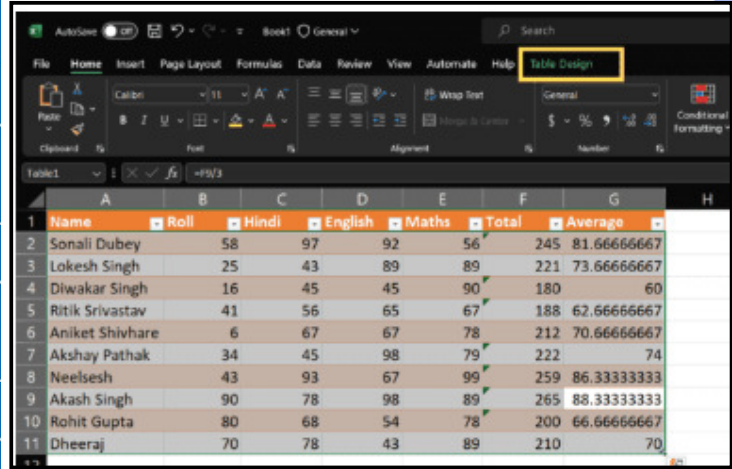 AutoSave Off Book1 General Search
File Home Insert Page Layout Formulas Data Review View Automate Help Table Design
Paste Calibri 11 A A Wrap Text General Conditional Formatting
B I U A Merge & Center $ % 9
Clipboard Font Alignment Number
Table1 fx =F9/3
A B C D E F G H
1 Name Roll Hindi English Maths Total Average
2 Sonali Dubey 58 97 92 56 245 81.66666667
3 Lokesh Singh 25 43 89 89 221 73.66666667
4 Diwakar Singh 16 45 45 90 180 60
5 Ritik Srivastav 41 56 65 67 188 62.66666667
6 Aniket Shivhare 6 67 67 78 212 70.66666667
7 Akshay Pathak 34 45 98 79 222 74
8 Neelsesh 43 93 67 99 259 86.33333333
9 Akash Singh 90 78 98 89 265 88.33333333
10 Rohit Gupta 80 68 54 78 200 66.66666667
11 Dheeraj 70 78 43 89 210 70
12